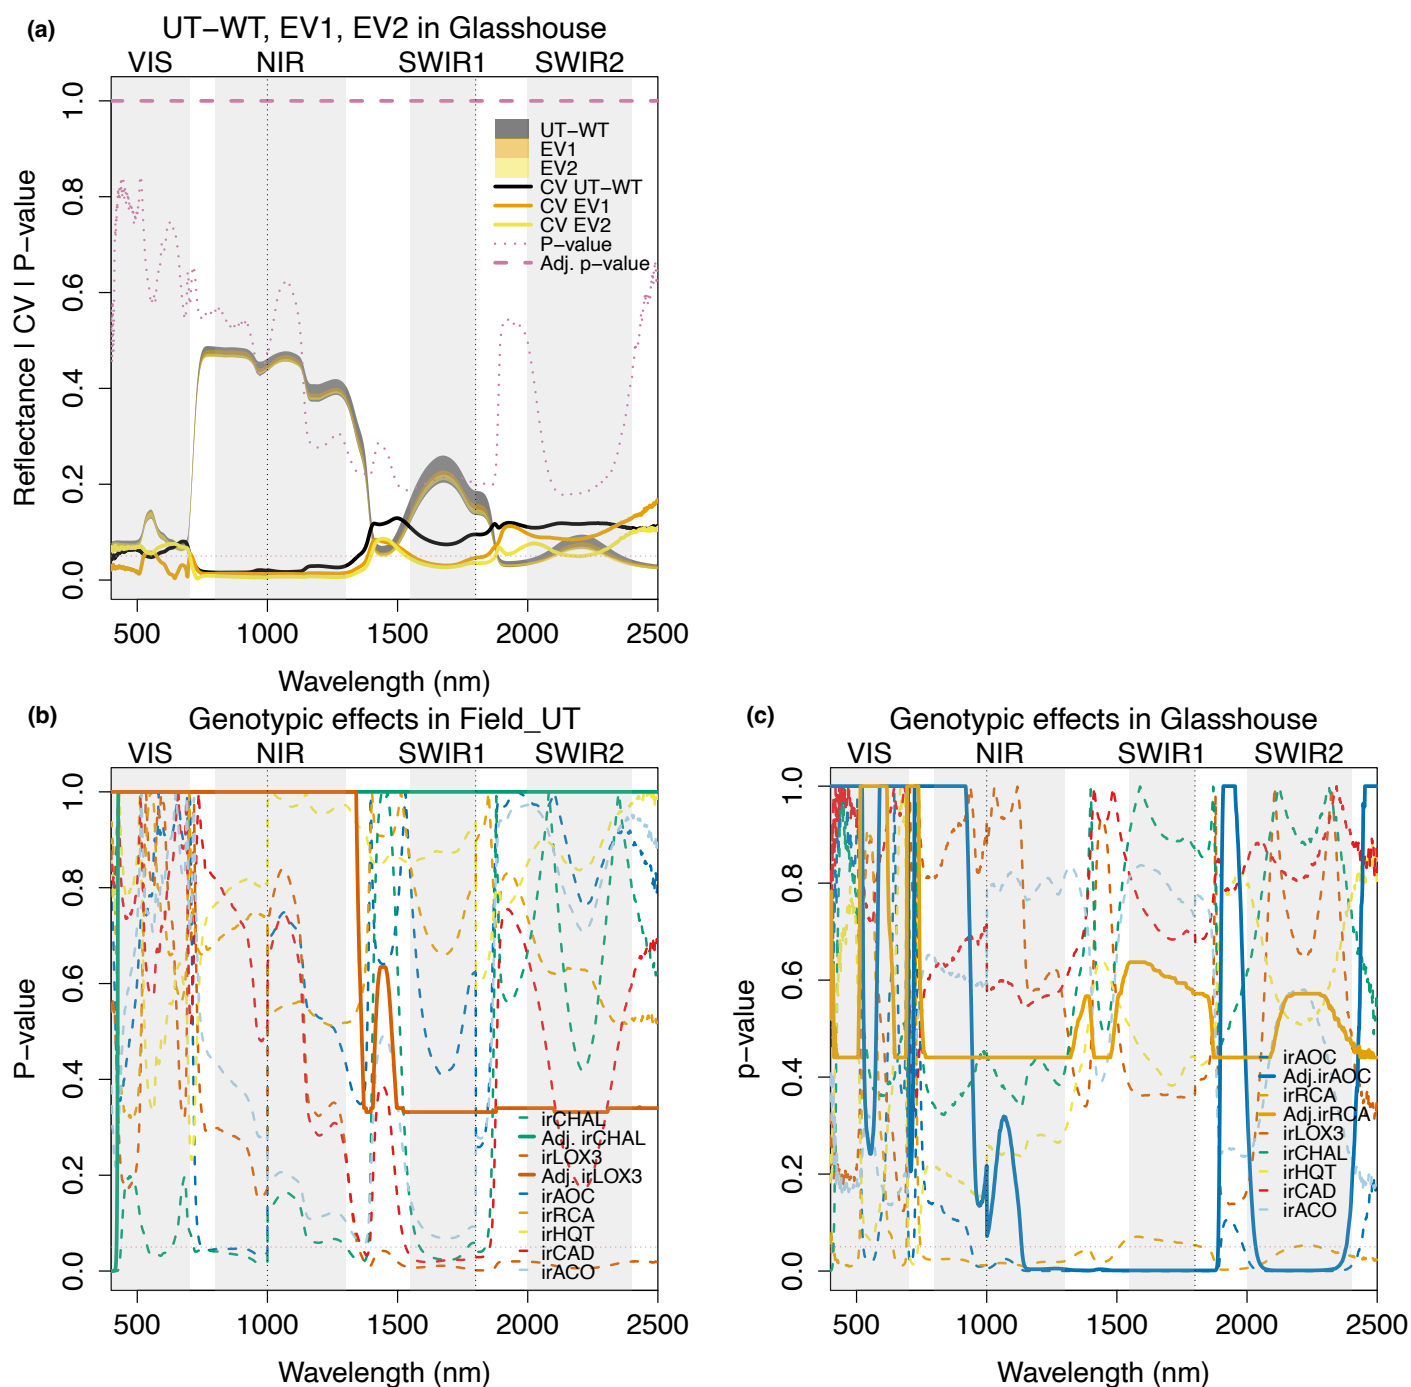 (a)
UT−WT, EV1, EV2 in Glasshouse
VIS NIR SWIR1 SWIR2
Reflectance | CV | P−value
1.0
0.8
0.6
0.4
0.2
0.0
UT−WT
EV1
EV2
CV UT−WT
CV EV1
CV EV2
P−value
Adj. p−value
500 1000 1500 2000 2500
Wavelength (nm)
(b)
Genotypic effects in Field_UT
VIS NIR SWIR1 SWIR2
P−value
1.0
0.8
0.6
0.4
0.2
0.0
irCHAL
Adj. irCHAL
irLOX3
Adj. irLOX3
irAOC
irRCA
irHQT
irCAD
irACO
500 1000 1500 2000 2500
Wavelength (nm)
(c)
Genotypic effects in Glasshouse
VIS NIR SWIR1 SWIR2
p−value
1.0
0.8
0.6
0.4
0.2
0.0
irAOC
Adj.irAOC
irRCA
Adj.irRCA
irLOX3
irCHAL
irHQT
irCAD
irACO
500 1000 1500 2000 2500
Wavelength (nm)